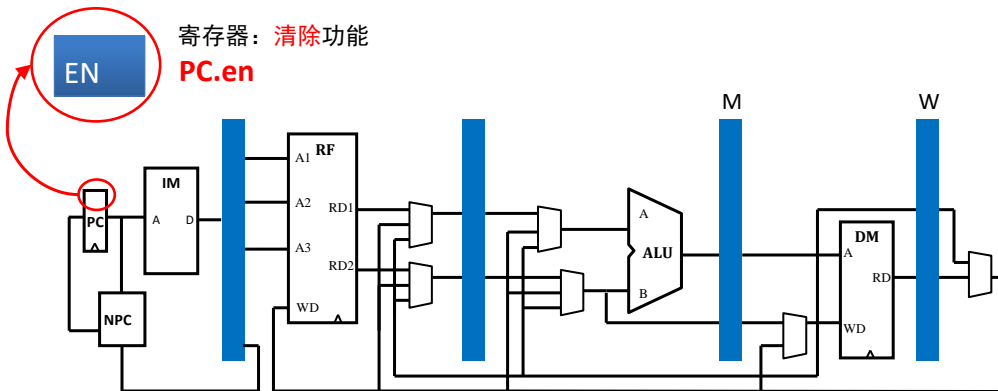 寄存器：清除功能
EN
PC.en
M
W
RF
A1
IM
A2
RD1
A
D
PC
A
DM
A3
ALU
A
RD2
RD
B
WD
NPC
WD